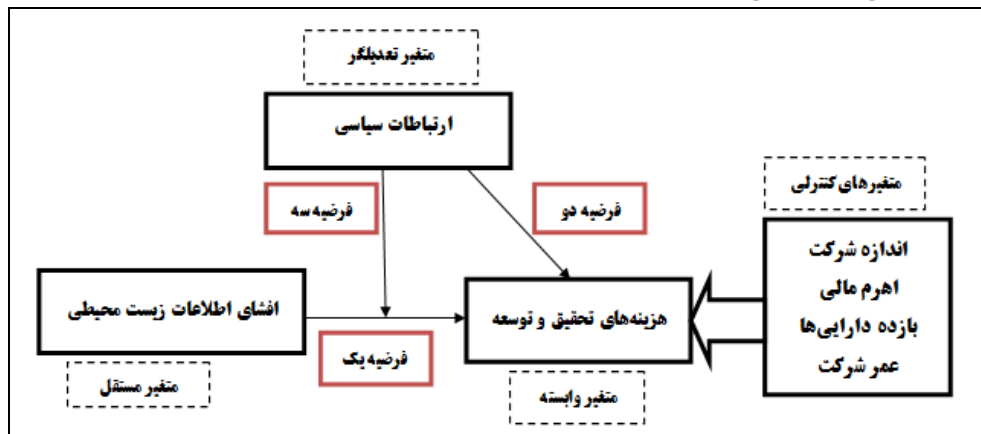 متغیر تعدیلگر
ارتباطات سیاسی
فرضیه سه
فرضیه دو
متغیرهای کنترلی
اندازه شرکت
اهرم مالی
بازده دارایی‌ها
عمر شرکت
افشای اطلاعات زیست محیطی
هزینه‌های تحقیق و توسعه
فرضیه یک
متغیر مستقل
متغیر وابسته